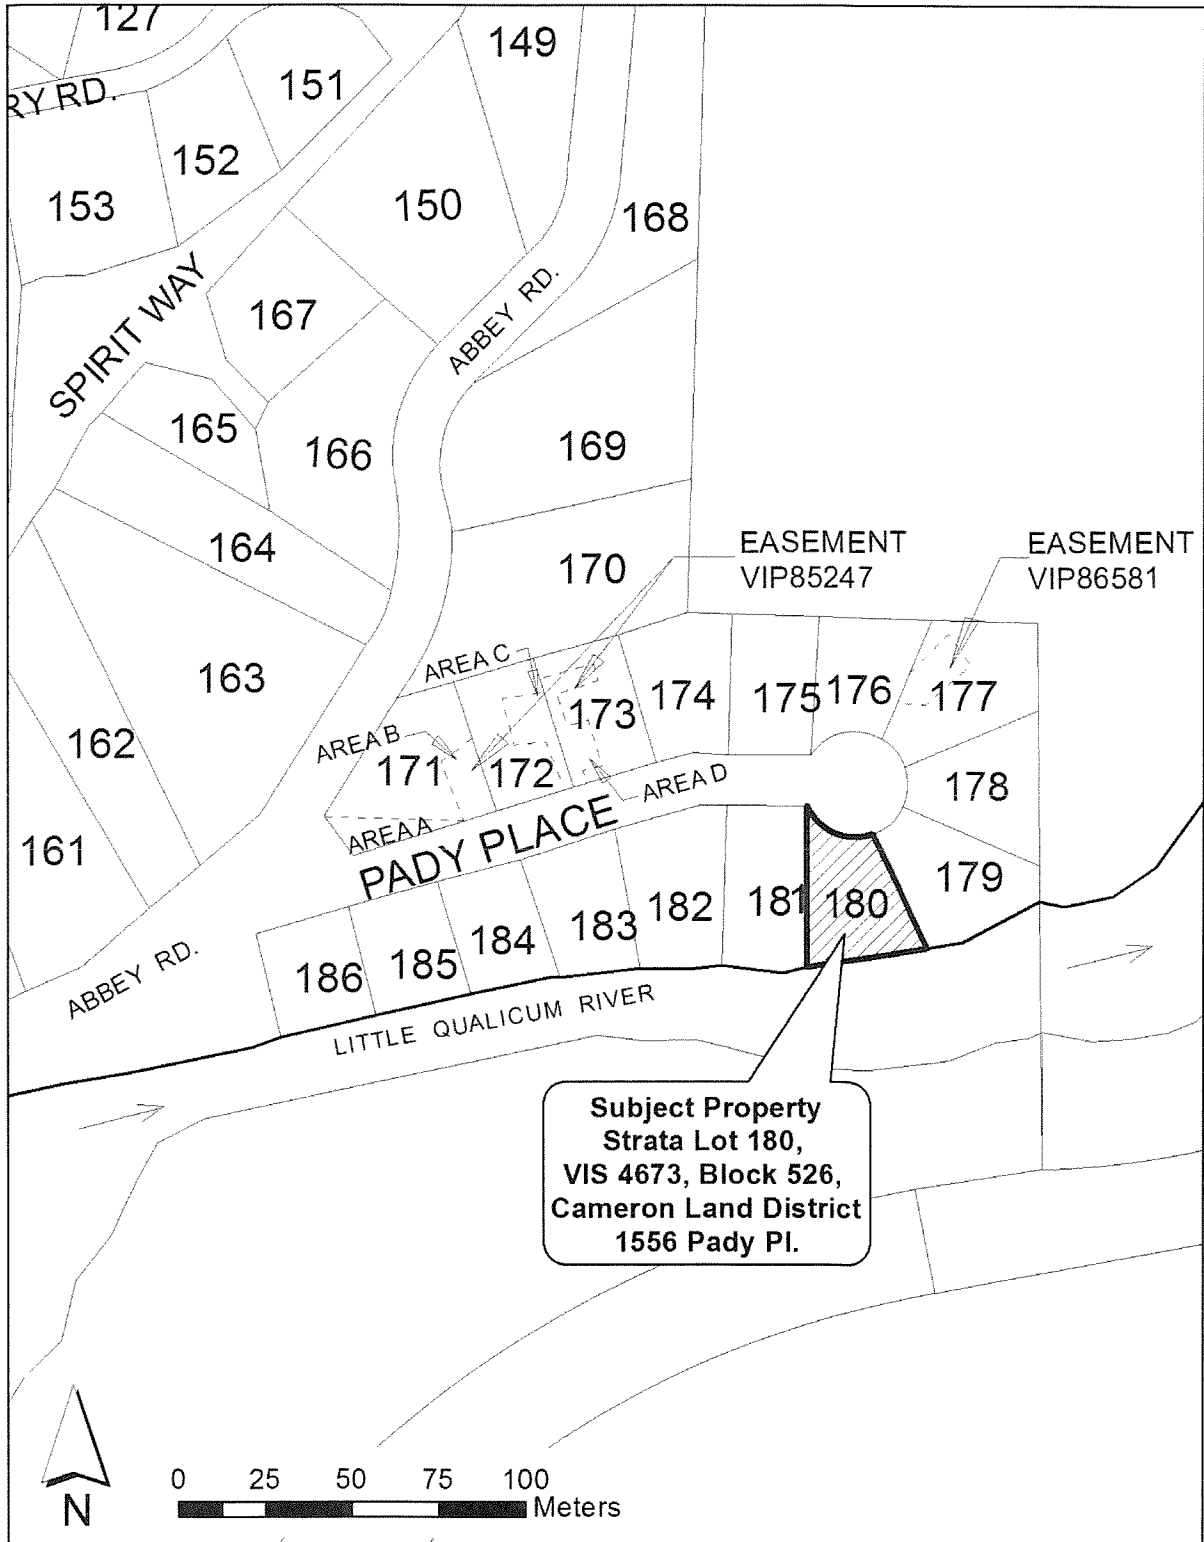 127
149
151
RY RD.
152
153
150
168
SPIRIT WAY
167
ABBEY RD.
165
166
169
164
EASEMENT
VIP85247
EASEMENT
VIP86581
170
AREA C
163
174
175
176
177
173
162
AREA B
171
172
AREA D
178
AREA A
PADY PLACE
161
179
182
181
180
183
184
185
186
ABBEY RD.
LITTLE QUALICUM RIVER
Subject Property
Strata Lot 180,
VIS 4673, Block 526,
Cameron Land District
1556 Pady Pl.
N
0 25 50 75 100
Meters